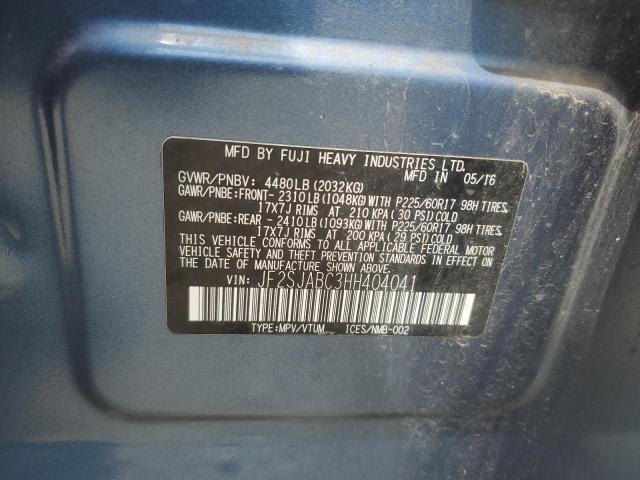 MFD BY FUJI HEAVY INDUSTRIES LTD.
MFD IN 05/16
GVWR/PNBV: 4480LB(2032KG)
GAWR/PNBE:FRONT- 2310LB(1048KG)WITH P225/60R17 98H TIRES,
17X7J RIMS AT 210 KPA(30 PSI)COLD
GAWR/PNBE:REAR - 2410LB(1093KG)WITH P225/60R17 98H TIRES,
17X7J RIMS AT 200 KPA(29 PSI)COLD
THIS VEHICLE CONFORMS TO ALL APPLICABLE FEDERAL MOTOR
VEHICLE SAFETY AND BUMPER STANDARDS IN EFFECT ON THE
DATE OF MANUFACTURE SHOWN ABOVE.
VIN: JF2SJABC3HH404041
TYPE:MPV/VTUM ICES/NMB-002